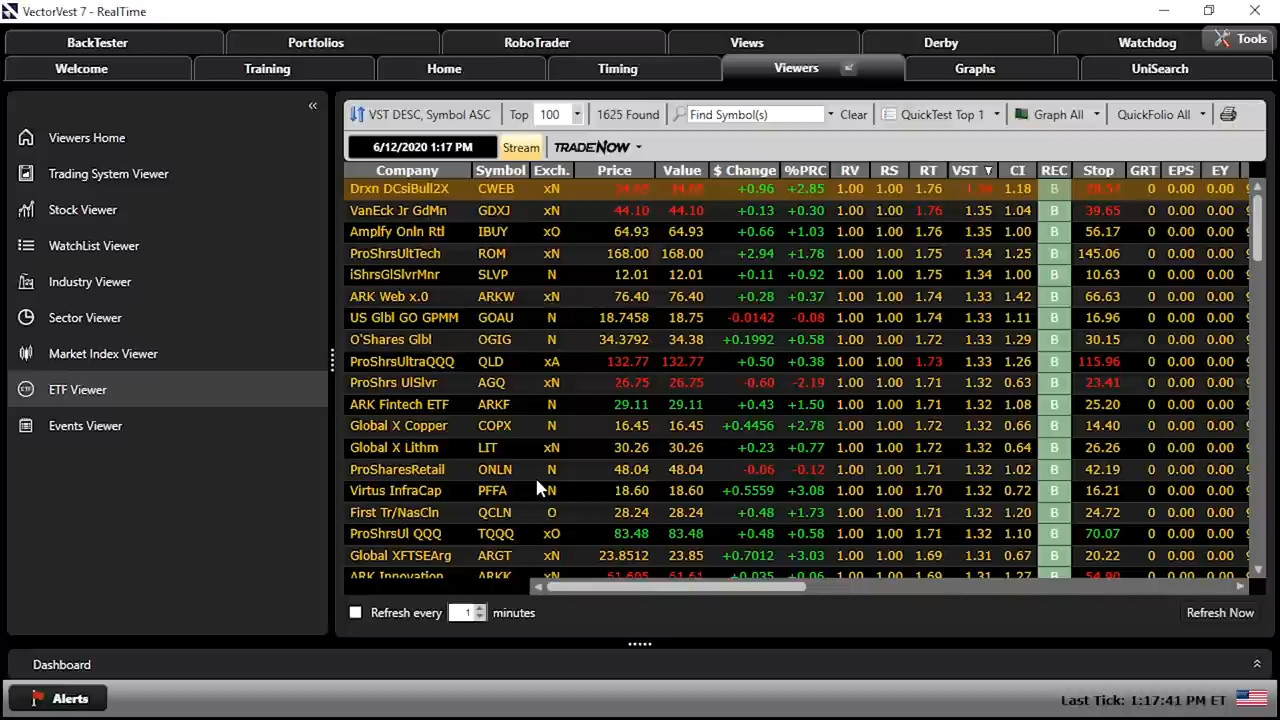 VectorVest 7 - RealTime
BackTester Portfolios RoboTrader Views Derby Watchdog Tools
Welcome Training Home Timing Viewers Graphs UniSearch
Viewers Home
Trading System Viewer
Stock Viewer
WatchList Viewer
Industry Viewer
Sector Viewer
Market Index Viewer
ETF Viewer
Events Viewer
VST DESC, Symbol ASC Top 100 1625 Found Find Symbol(s) Clear QuickTest Top 1 Graph All QuickFolio All
6/12/2020 1:17 PM Stream TRADENOW
Company Symbol Exch. Price Value $ Change %PRC RV RS RT VST CI REC Stop GRT EPS EY
Drxn DCsiBull2X CWEB xN +0.96 +2.85 1.00 1.00 1.76 1.18 B 0 0.00 0.00
VanEck Jr GdMn GDXJ xN 44.10 44.10 +0.13 +0.30 1.00 1.00 1.76 1.35 1.04 B 39.65 0 0.00 0.00
Amplfy Onln Rtl IBUY xO 64.93 64.93 +0.66 +1.03 1.00 1.00 1.76 1.35 1.00 B 56.17 0 0.00 0.00
ProShrsUltTech ROM xN 168.00 168.00 +2.94 +1.78 1.00 1.00 1.75 1.34 1.25 B 145.06 0 0.00 0.00
iShrsGlSlvrMnr SLVP N 12.01 12.01 +0.11 +0.92 1.00 1.00 1.75 1.34 1.00 B 10.63 0 0.00 0.00
ARK Web x.0 ARKW xN 76.40 76.40 +0.28 +0.37 1.00 1.00 1.74 1.33 1.42 B 66.63 0 0.00 0.00
US Glbl GO GPMM GOAU N 18.7458 18.75 -0.0142 -0.08 1.00 1.00 1.74 1.33 1.11 B 16.96 0 0.00 0.00
O'Shares Glbl OGIG N 34.3792 34.38 +0.1992 +0.58 1.00 1.00 1.72 1.33 1.29 B 30.15 0 0.00 0.00
ProShrsUltraQQQ QLD xA 132.77 132.77 +0.50 +0.38 1.00 1.00 1.73 1.33 1.26 B 115.96 0 0.00 0.00
ProShrs UlSlvr AGQ xN 26.75 26.75 -0.60 -2.19 1.00 1.00 1.71 1.32 0.63 B 23.41 0 0.00 0.00
ARK Fintech ETF ARKF N 29.11 29.11 +0.43 +1.50 1.00 1.00 1.71 1.32 1.08 B 25.20 0 0.00 0.00
Global X Copper COPX N 16.45 16.45 +0.4456 +2.78 1.00 1.00 1.72 1.32 0.66 B 14.40 0 0.00 0.00
Global X Lithm LIT xN 30.26 30.26 +0.23 +0.77 1.00 1.00 1.72 1.32 0.64 B 26.26 0 0.00 0.00
ProSharesRetail ONLN N 48.04 48.04 -0.06 -0.12 1.00 1.00 1.71 1.32 1.02 B 42.19 0 0.00 0.00
Virtus InfraCap PFFA N 18.60 18.60 +0.5559 +3.08 1.00 1.00 1.70 1.32 0.72 B 16.21 0 0.00 0.00
First Tr/NasCln QCLN O 28.24 28.24 +0.48 +1.73 1.00 1.00 1.71 1.32 1.20 B 24.72 0 0.00 0.00
ProShrsUl QQQ TQQQ xO 83.48 83.48 +0.48 +0.58 1.00 1.00 1.71 1.32 1.10 B 70.07 0 0.00 0.00
Global XFTSEArg ARGT xN 23.8512 23.85 +0.7012 +3.03 1.00 1.00 1.69 1.31 0.67 B 20.22 0 0.00 0.00
ARK Innovation ARKK xN 61.605 61.61 +0.035 +0.06 1.00 1.00 1.69 1.31 1.27 B 54.90 0 0.00 0.00
Refresh every 1 minutes Refresh Now
Dashboard
Alerts Last Tick: 1:17:41 PM ET